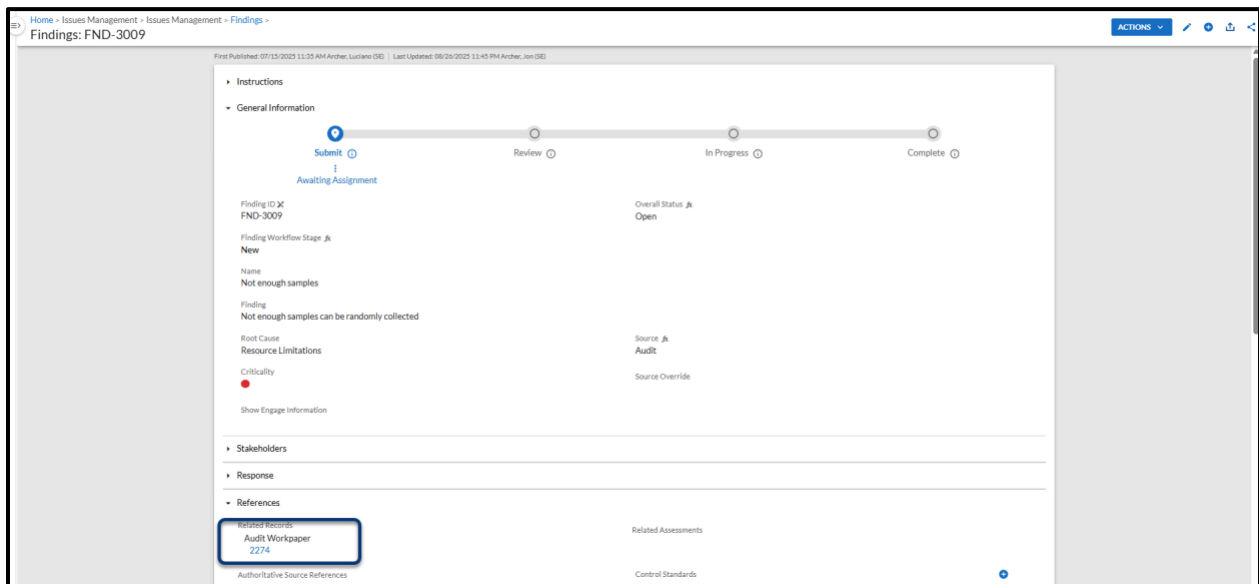 Home > Issues Management > Issues Management > Findings >
Findings: FND-3009
ACTIONS
First Published: 07/15/2025 11:35 AM Archer, Luciano (SE) | Last Updated: 08/26/2025 11:45 PM Archer, Jon (SE)
Instructions
General Information
Submit Review In Progress Complete
Awaiting Assignment
Finding ID Overall Status
FND-3009 Open
Finding Workflow Stage
New
Name
Not enough samples
Finding
Not enough samples can be randomly collected
Root Cause Source
Resource Limitations Audit
Criticality Source Override
Show Engage Information
Stakeholders
Response
References
Related Records Related Assessments
Audit Workpaper
2274
Authoritative Source References Control Standards